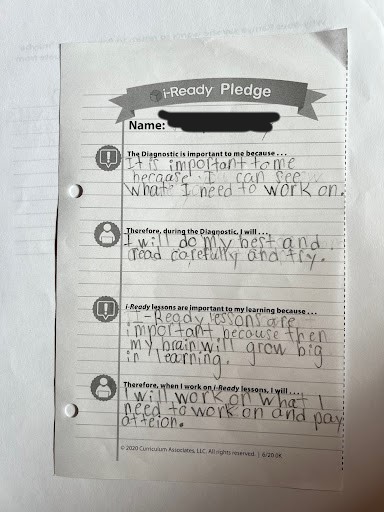 i-Ready Pledge
Name:
The Diagnostic is important to me because . . .
It is important to me
becaase I can see
what I need to work on.
Therefore, during the Diagnostic, I will . . .
I will do my best and
read carefully and try.
i-Ready lessons are important to my learning because . . .
I-Ready lessons are
important because then
my brain will grow big
in learning.
Therefore, when I work on i-Ready lessons, I will . . .
I will work on what I
need to work on and pay
atteion.
© 2020 Curriculum Associates, LLC. All rights reserved. | 6/20 0K